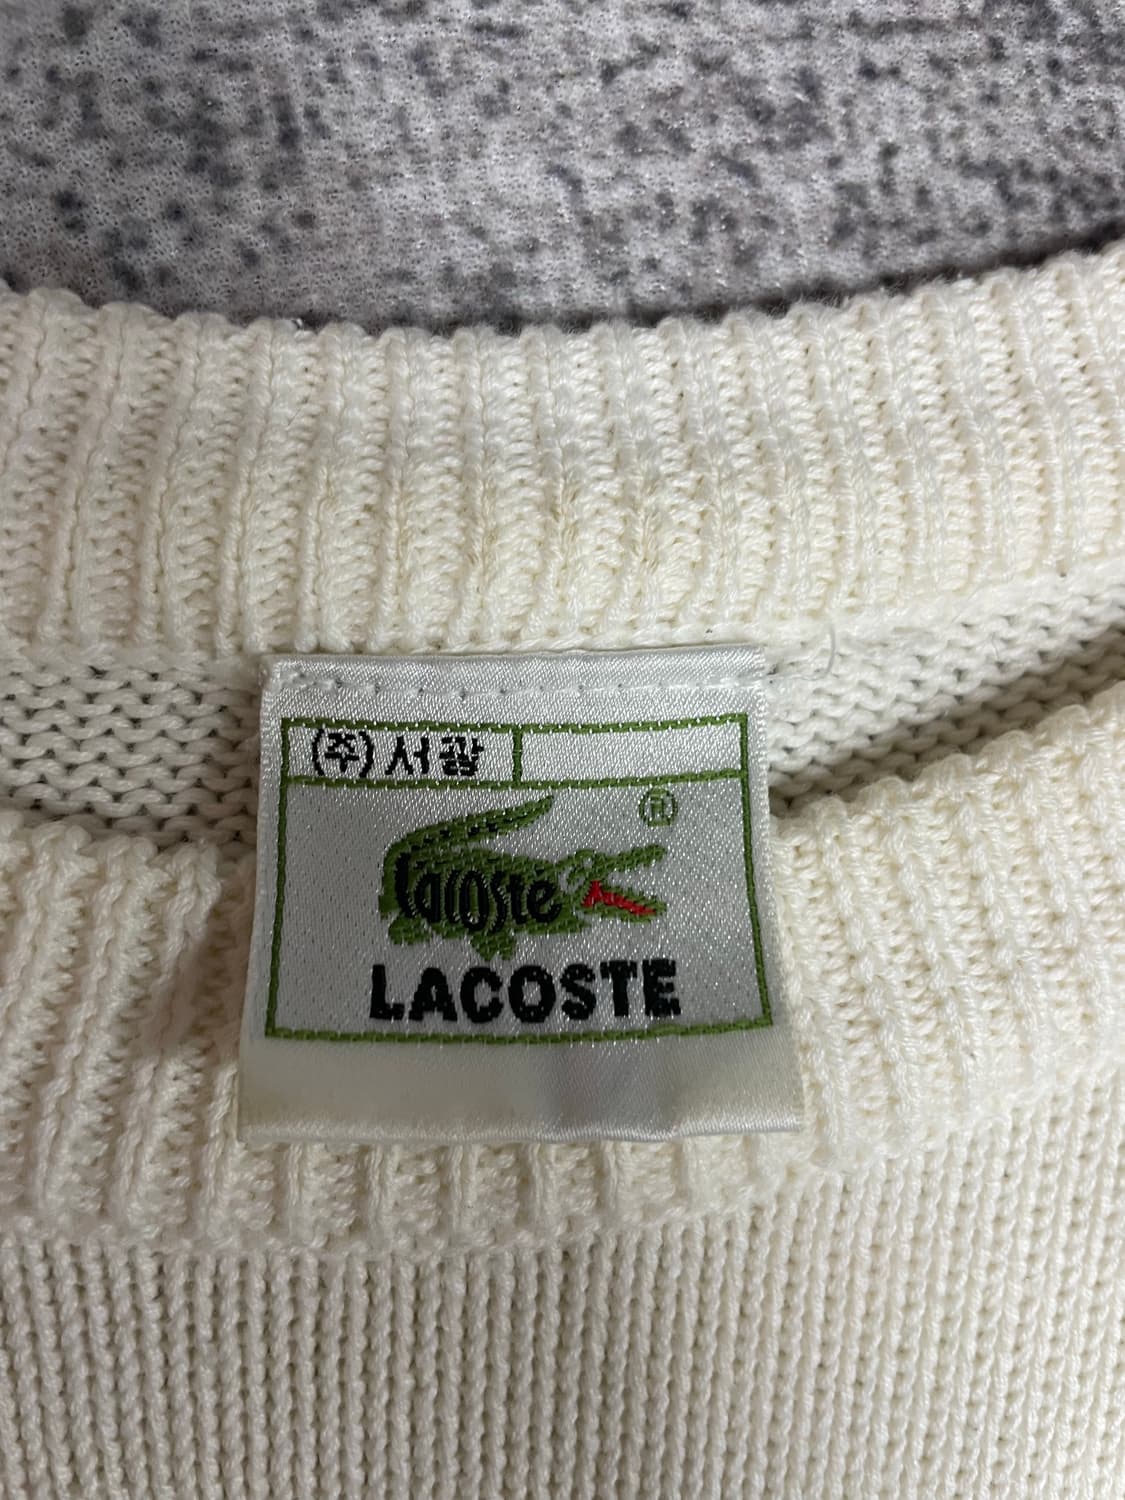 (주) 서광
®
Lacoste
LACOSTE